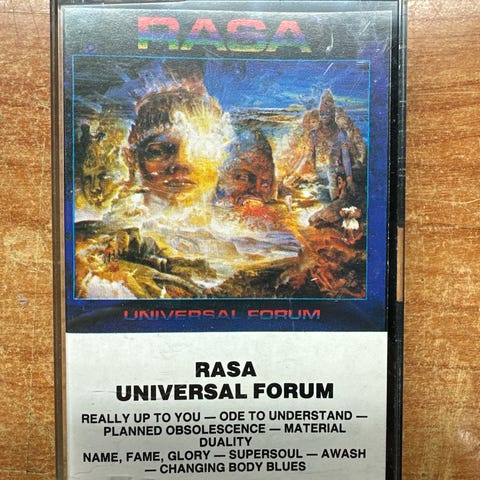 RASA
UNIVERSAL FORUM
RASA
UNIVERSAL FORUM
REALLY UP TO YOU — ODE TO UNDERSTAND —
PLANNED OBSOLESCENCE — MATERIAL
DUALITY
NAME, FAME, GLORY — SUPERSOUL — AWASH
— CHANGING BODY BLUES